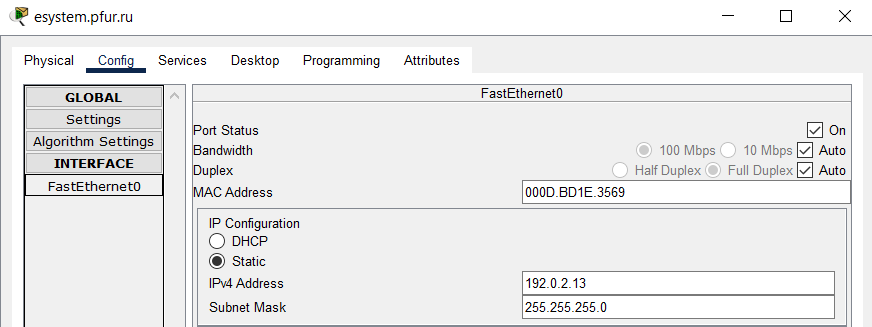 esystem.pfur.ru
Physical Config Services Desktop Programming Attributes
GLOBAL
Settings
Algorithm Settings
INTERFACE
FastEthernet0
FastEthernet0
Port Status On
Bandwidth 100 Mbps 10 Mbps Auto
Duplex Half Duplex Full Duplex Auto
MAC Address 000D.BD1E.3569
IP Configuration
DHCP
Static
IPv4 Address 192.0.2.13
Subnet Mask 255.255.255.0